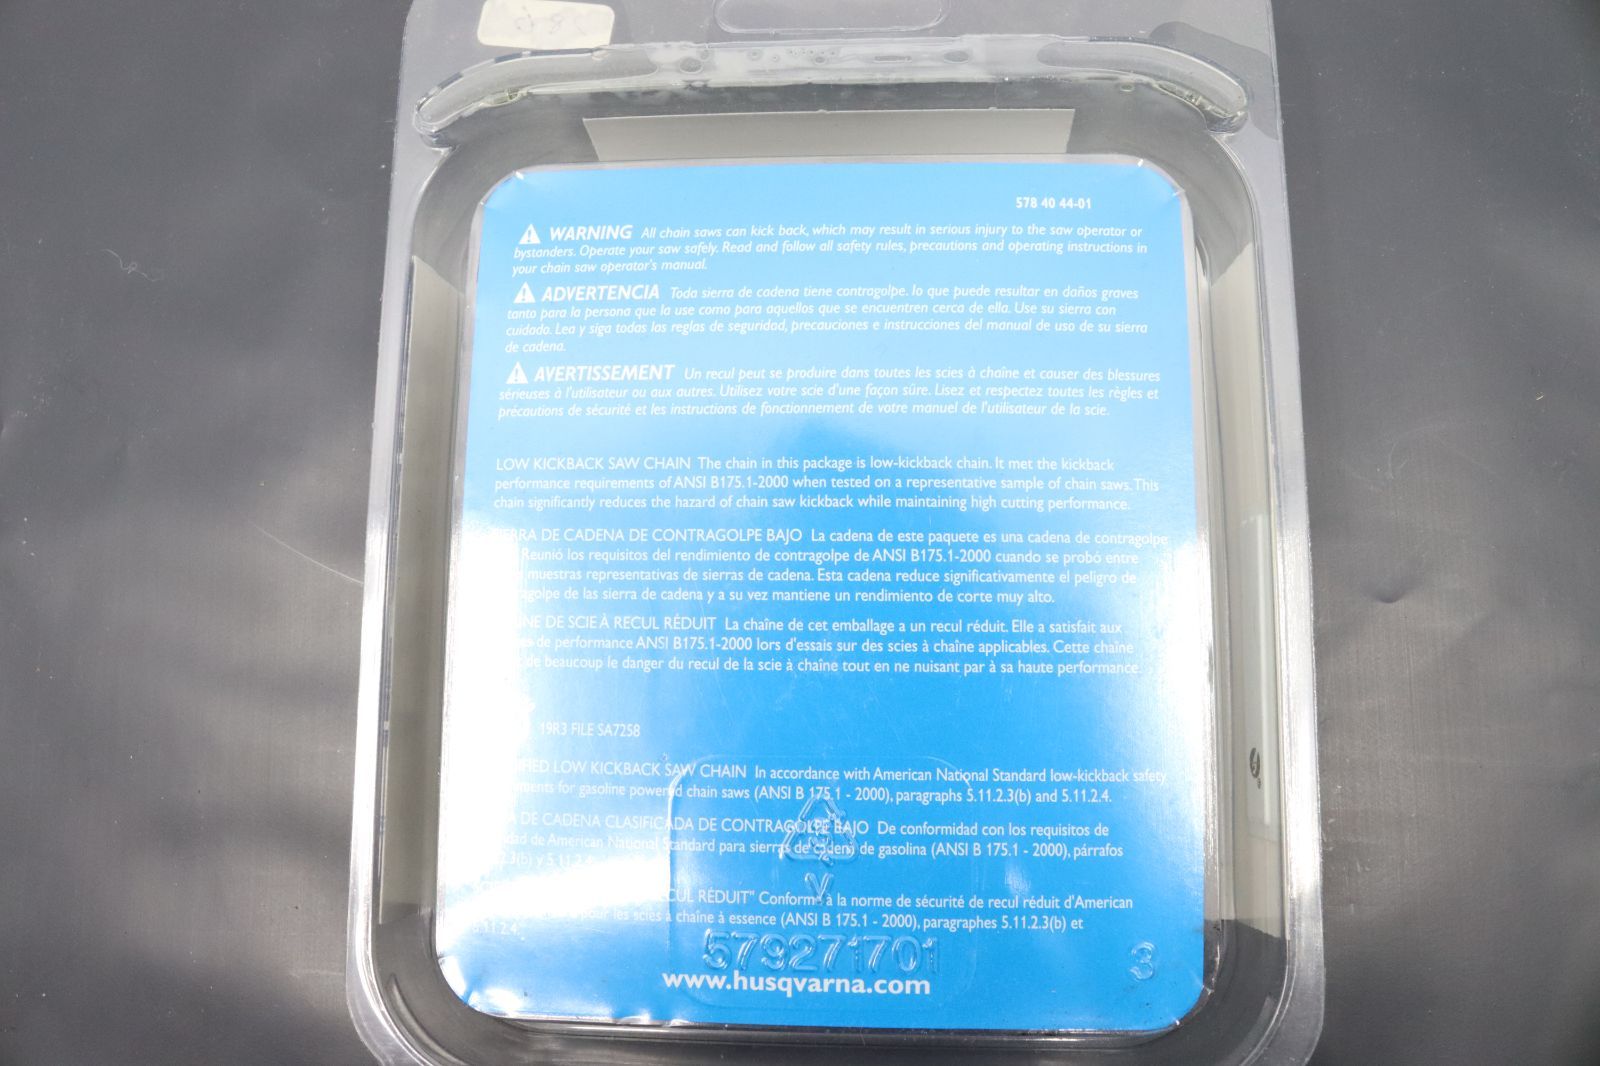 578 40 44-01
WARNING All chain saws can kick back, which may result in serious injury to the saw operator or
bystanders. Operate your saw safely. Read and follow all safety rules, precautions and operating instructions in
your chain saw operator's manual.
ADVERTENCIA Toda sierra de cadena tiene contragolpe. lo que puede resultar en daños graves
tanto para la persona que la use como para aquellos que se encuentren cerca de ella. Use su sierra con
cuidado. Lea y siga todas las reglas de seguridad, precauciones e instrucciones del manual de uso de su sierra
de cadena.
AVERTISSEMENT Un recul peut se produire dans toutes les scies à chaîne et causer des blessures
sérieuses à l'utilisateur ou aux autres. Utilisez votre scie d'une façon sûre. Lisez et respectez toutes les règles et
précautions de sécurité et les instructions de fonctionnement de votre manuel de l'utilisateur de la scie.
LOW KICKBACK SAW CHAIN The chain in this package is low-kickback chain. It met the kickback
performance requirements of ANSI B175.1-2000 when tested on a representative sample of chain saws. This
chain significantly reduces the hazard of chain saw kickback while maintaining high cutting performance.
DE CADENA DE CONTRAGOLPE BAJO La cadena de este paquete es una cadena de contragolpe
Reunió los requisitos del rendimiento de contragolpe de ANSI B175.1-2000 cuando se probó entre
muestras representativas de sierras de cadena. Esta cadena reduce significativamente el peligro de
de las sierra de cadena y a su vez mantiene un rendimiento de corte muy alto.
DE SCIE À RECUL RÉDUIT La chaîne de cet emballage a un recul réduit. Elle a satisfait aux
de performance ANSI B175.1-2000 lors d'essais sur des scies à chaîne applicables. Cette chaîne
de beaucoup le danger du recul de la scie à chaîne tout en ne nuisant par à sa haute performance.
19R3 FILE SA7258
LOW KICKBACK SAW CHAIN In accordance with American National Standard low-kickback safety
for gasoline powered chain saws (ANSI B 175.1 - 2000), paragraphs 5.11.2.3(b) and 5.11.2.4.
DE CADENA CLASIFICADA DE CONTRAGOLPE BAJO De conformidad con los requisitos de
de American National Standard para sierras de cadena de gasolina (ANSI B 175.1 - 2000), párrafos
y 5.11.2.4
RECUL RÉDUIT" Conforme à la norme de sécurité de recul réduit d'American
pour les scies à chaîne à essence (ANSI B 175.1 - 2000), paragraphes 5.11.2.3(b) et
5.11.2.4.
3
V
579271701
3
www.husqvarna.com